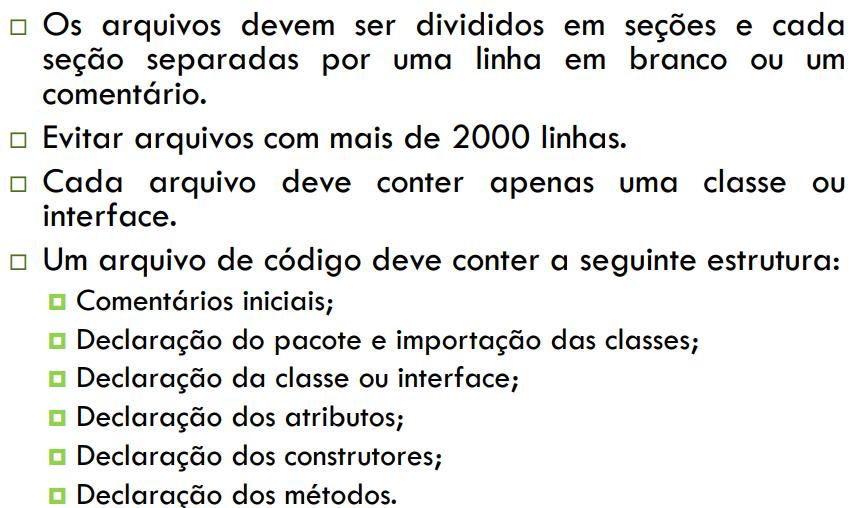 Os arquivos devem ser divididos em seções e cada
seção separadas por uma linha em branco ou um
comentário.
Evitar arquivos com mais de 2000 linhas.
Cada arquivo deve conter apenas uma classe ou
interface.
Um arquivo de código deve conter a seguinte estrutura:
Comentários iniciais;
Declaração do pacote e importação das classes;
Declaração da classe ou interface;
Declaração dos atributos;
Declaração dos construtores;
Declaração dos métodos.